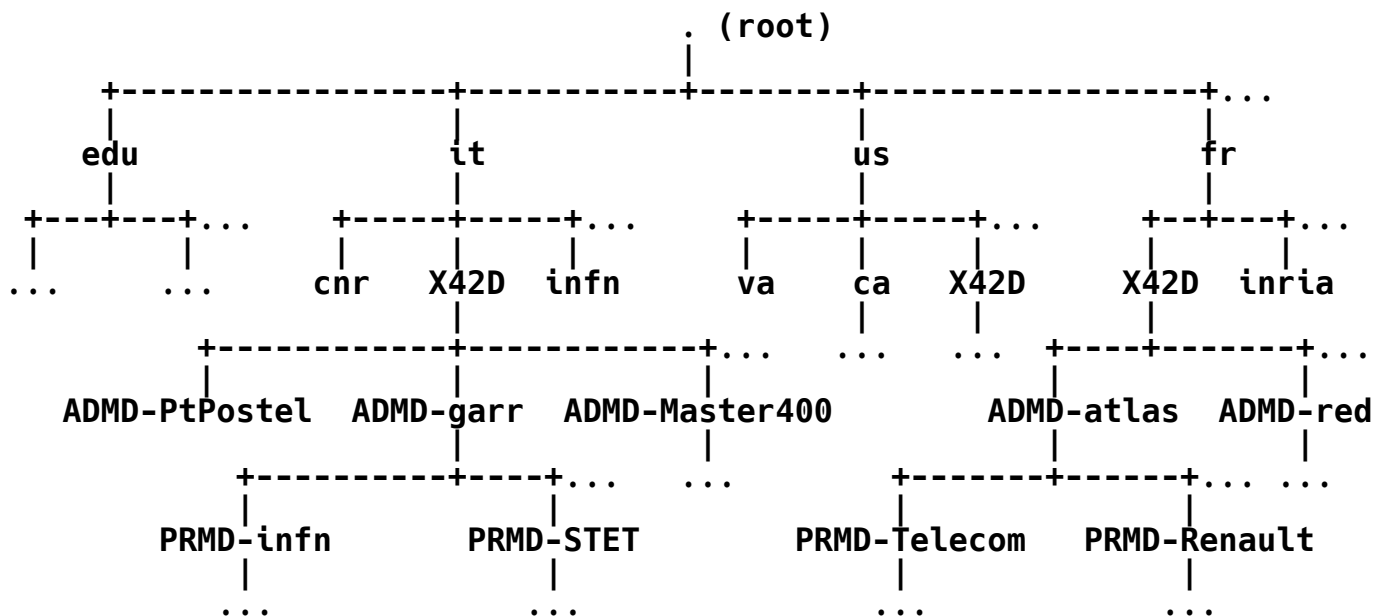 . (root)
...
edu it us fr
... ... ... ...
... ... cnr X42D infn va ca X42D X42D inria
... ... ... ...
ADMD-PtPostel ADMD-garr ADMD-Master400 ADMD-atlas ADMD-red
... ... ... ...
PRMD-infn PRMD-STET PRMD-Telecom PRMD-Renault
... ... ... ...